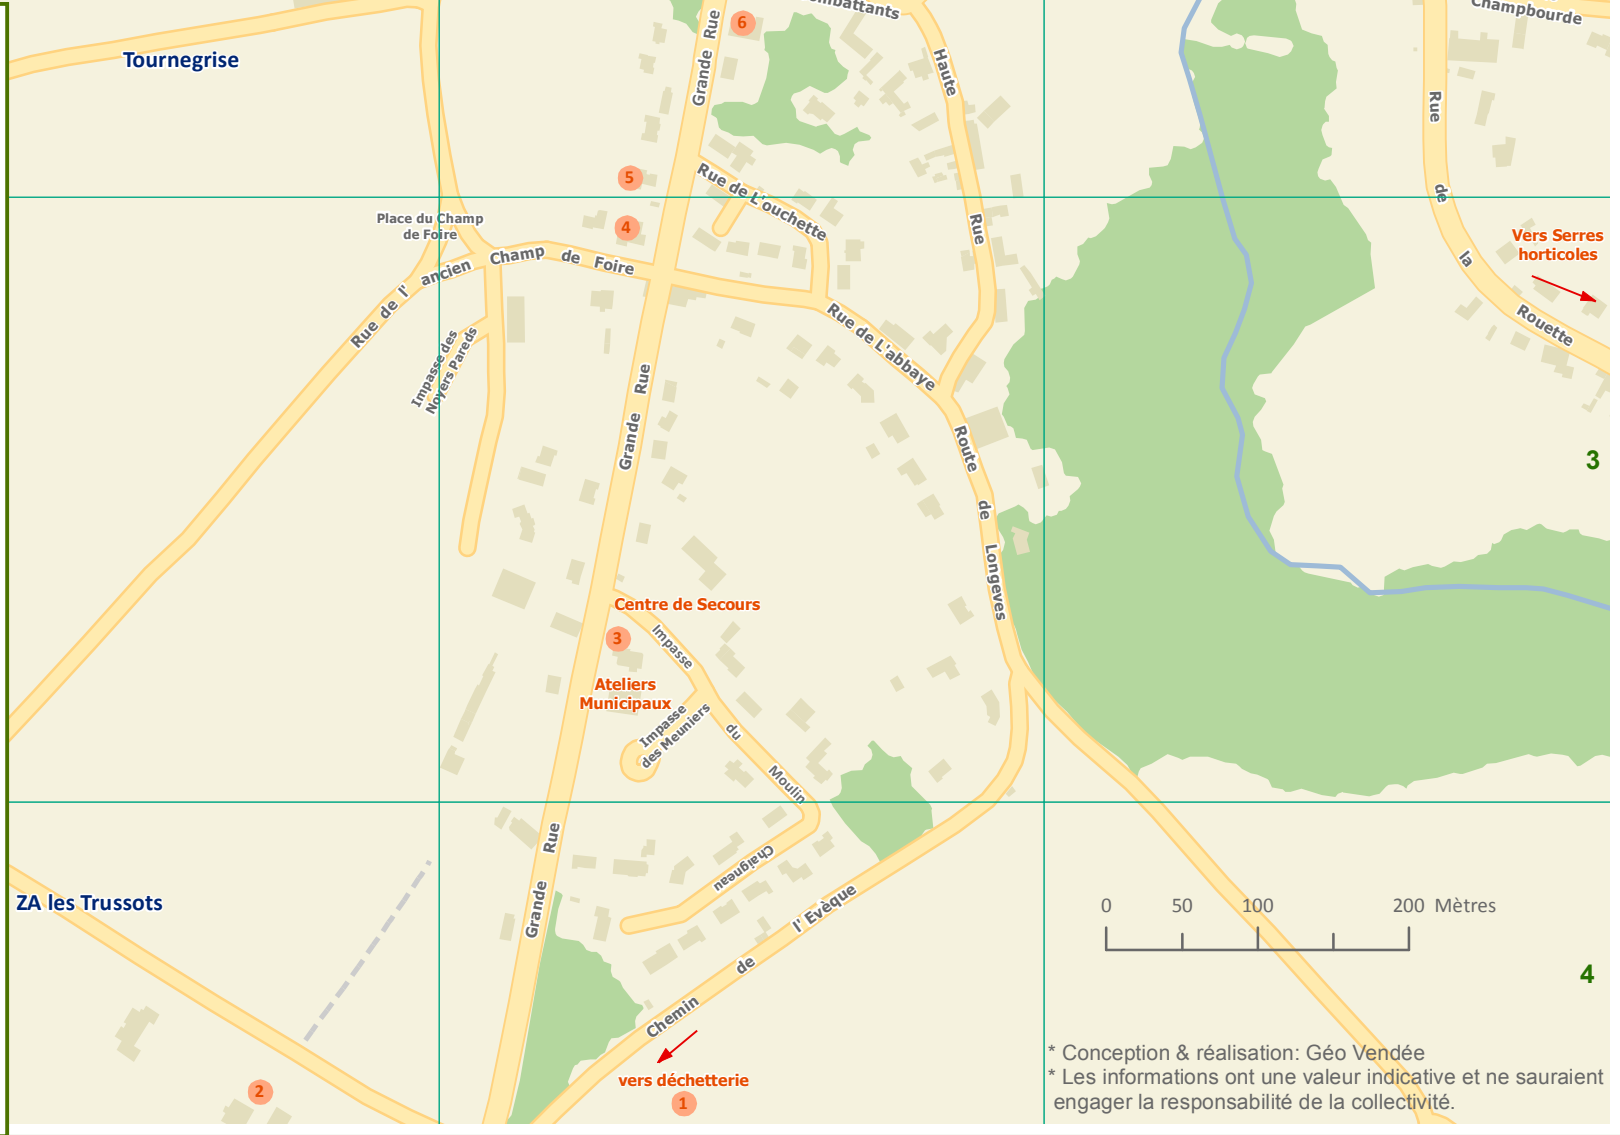 ombattants
Champbourde
6
Grande Rue
Tournegrise
Haute
Rue
5
Rue de L'ouchette
Place du Champ
de Foire
4
Rue
de
la
Rouette
Vers Serres
horticoles
Rue de l' ancien Champ de Foire
Impasse des
Noyers Pareds
Rue de L'abbaye
Grande Rue
Route de Longeves
3
Centre de Secours
3
Ateliers
Municipaux
Impasse du Moulin
Impasse
des Meuniers
Grande Rue
Chaigneau
ZA les Trussots
Chemin de l' Evèque
0 50 100 200 Mètres
4
vers déchetterie
1
2
* Conception & réalisation: Géo Vendée
* Les informations ont une valeur indicative et ne sauraient
engager la responsabilité de la collectivité.